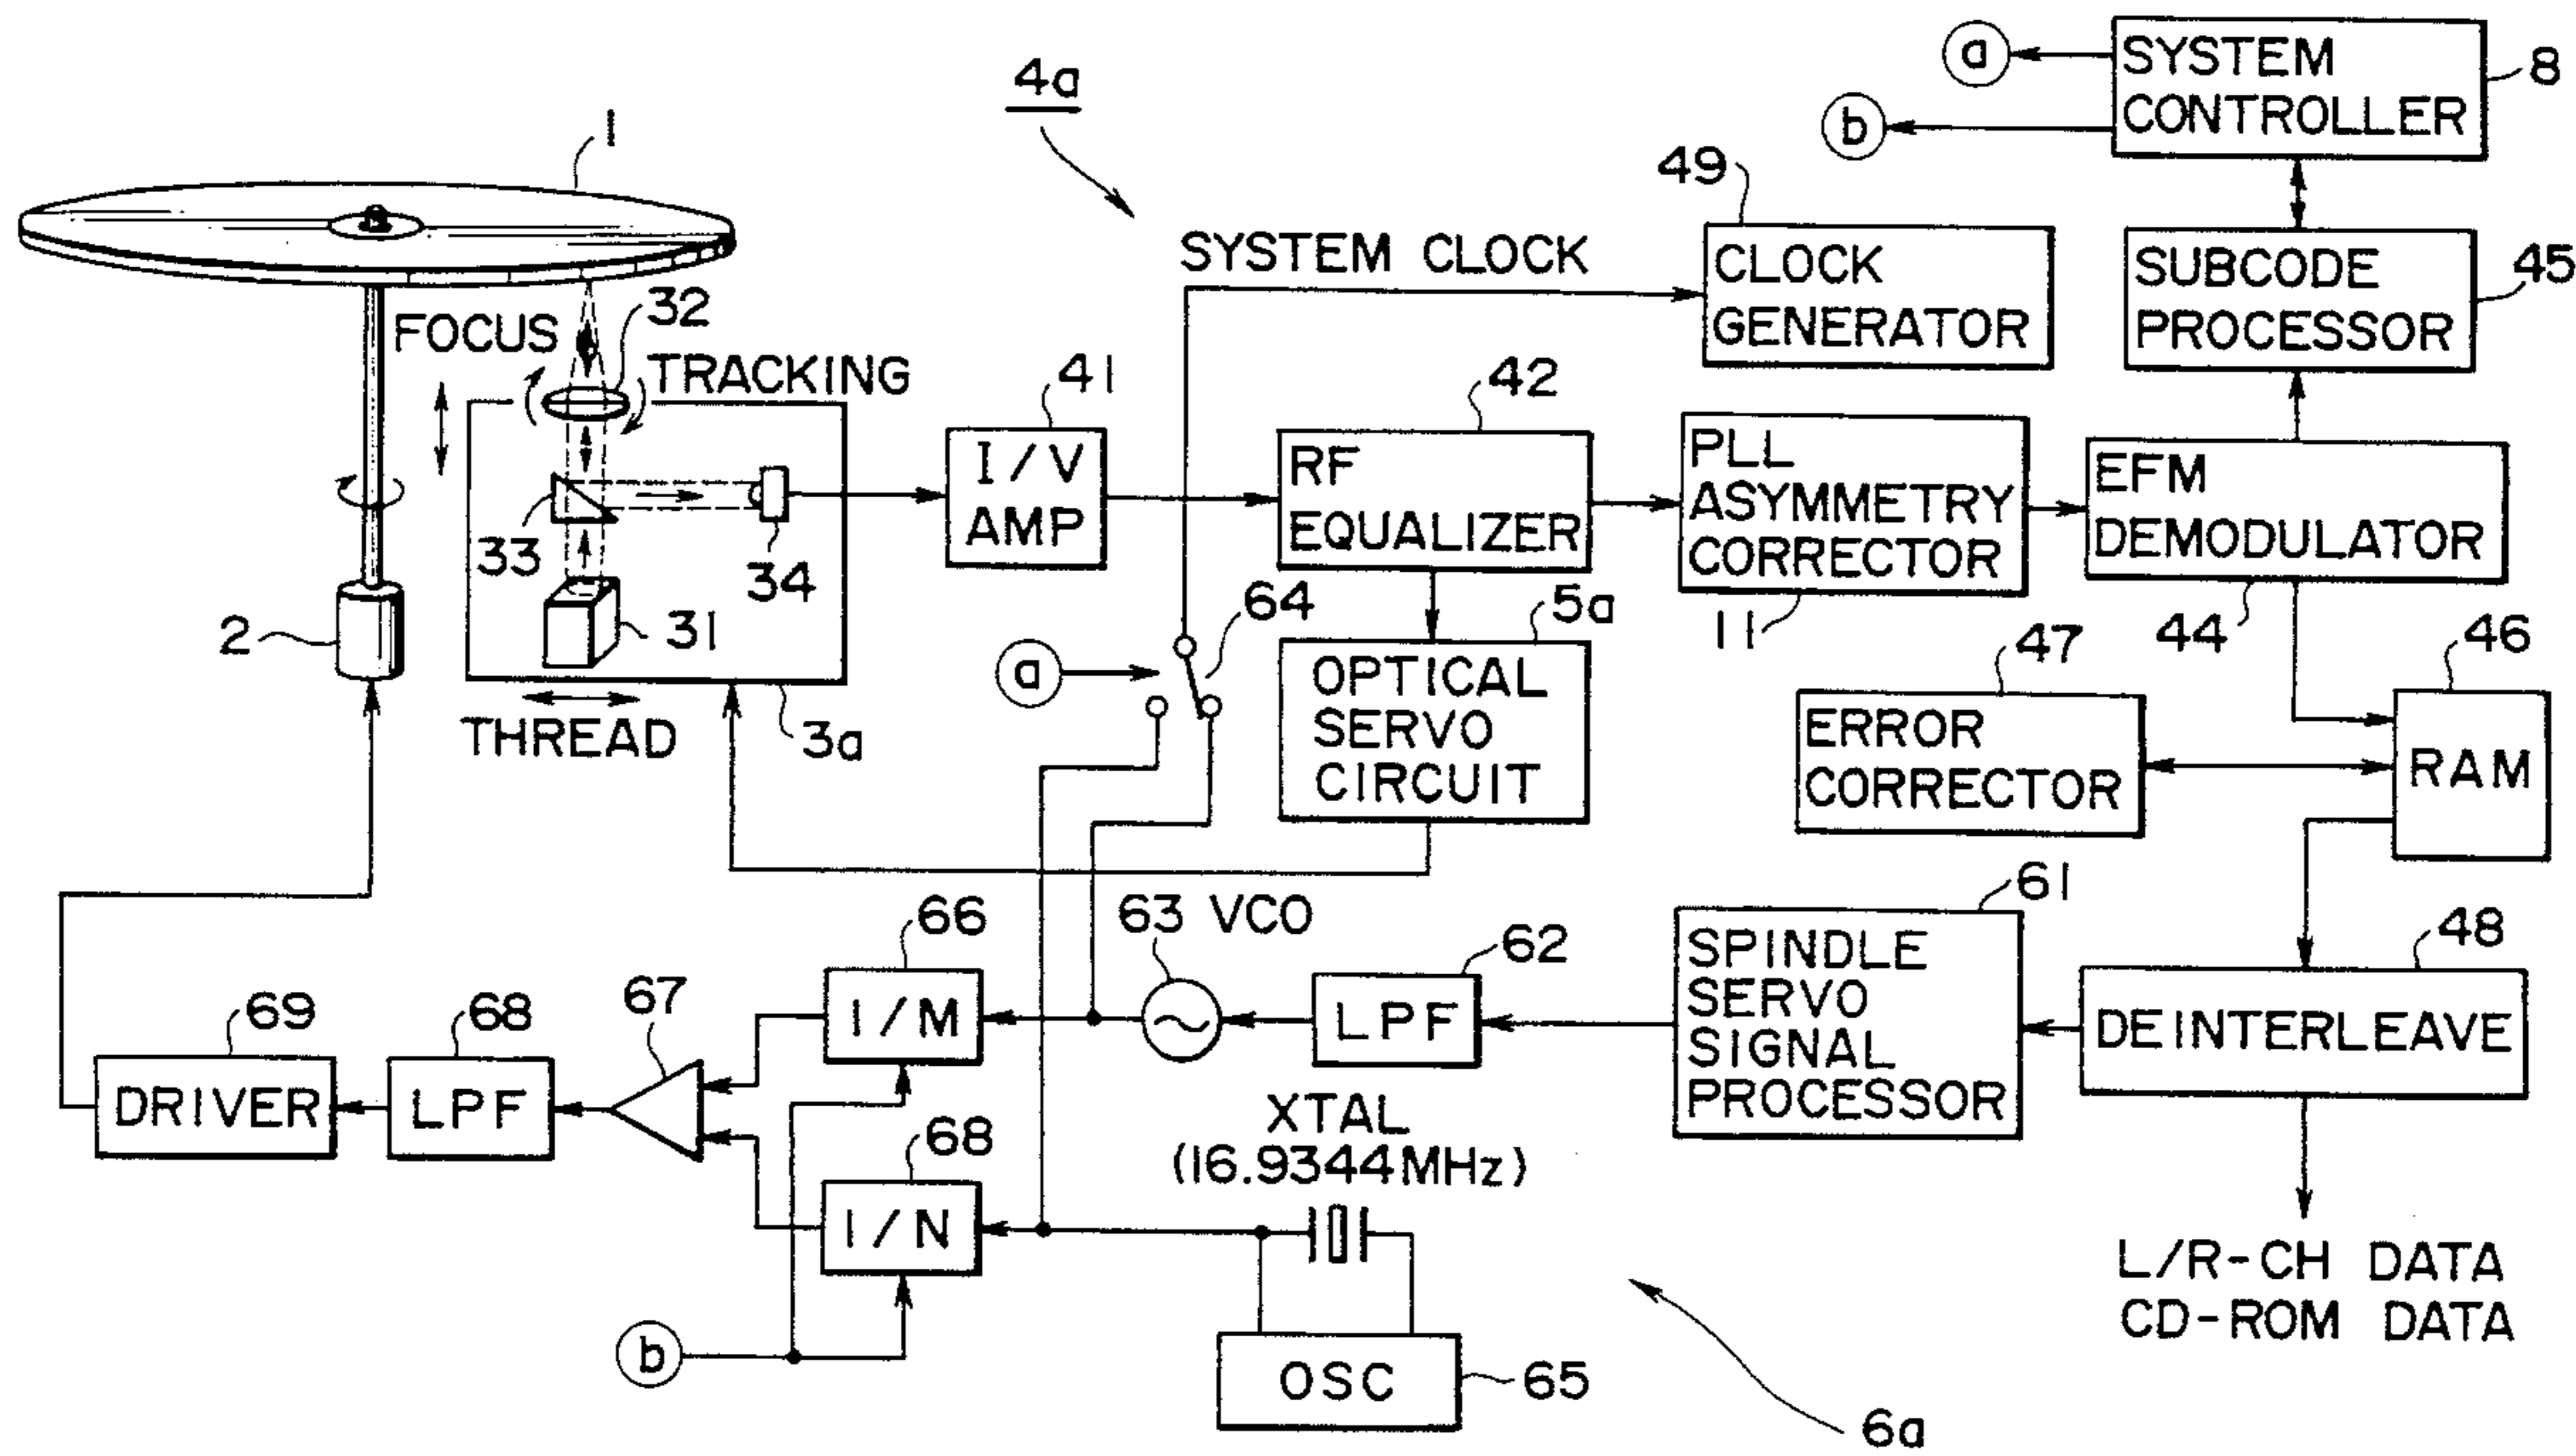 4a
a
b
SYSTEM
CONTROLLER
8
1
49
SYSTEM CLOCK
CLOCK
GENERATOR
SUBCODE
PROCESSOR
45
FOCUS
32
TRACKING
41
I/V
AMP
42
RF
EQUALIZER
PLL
ASYMMETRY
CORRECTOR
11
EFM
DEMODULATOR
44
33
34
31
2
THREAD
3a
a
64
5a
OPTICAL
SERVO
CIRCUIT
47
ERROR
CORRECTOR
46
RAM
66
I/M
63 VCO
62
LPF
61
SPINDLE
SERVO
SIGNAL
PROCESSOR
48
DEINTERLEAVE
69
DRIVER
68
LPF
67
68
I/N
XTAL
(16.9344MHz)
b
OSC
65
6a
L/R-CH DATA
CD-ROM DATA